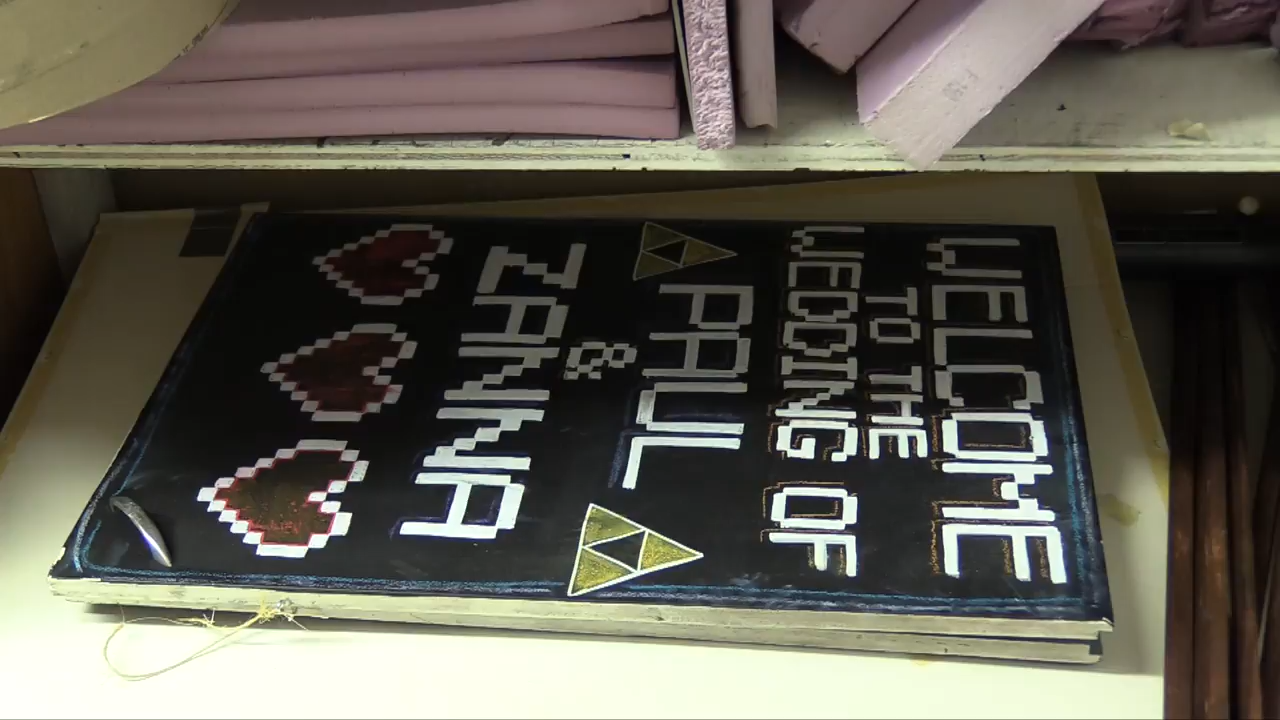 WELCOME
TO THE
WEDDING OF
PAUL
&
ZANNA